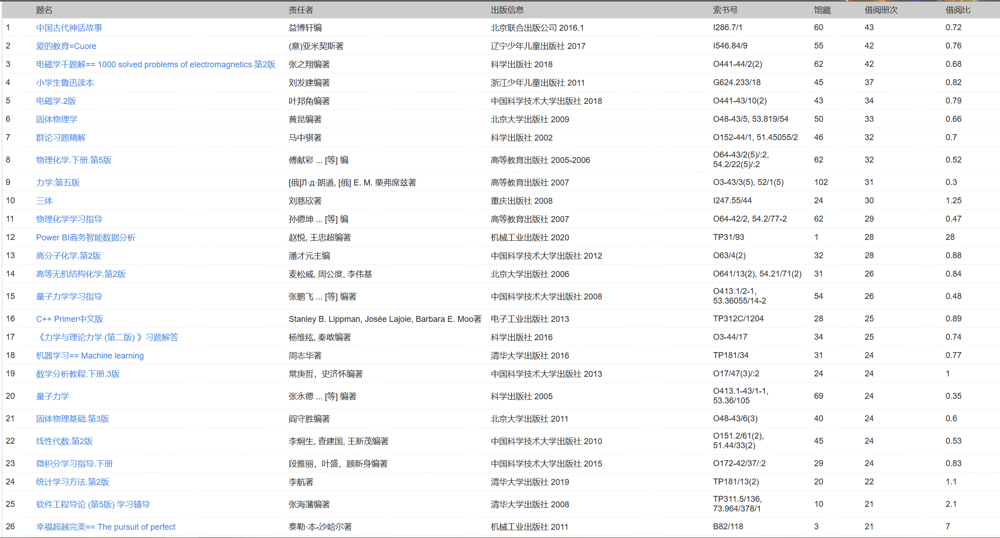 题名 责任者 出版信息 索书号 馆藏 借阅册次 借阅比
1 中国古代神话故事 益博轩编 北京联合出版公司 2016.1 I286.7/1 60 43 0.72
2 爱的教育=Cuore (意)亚米契斯著 辽宁少年儿童出版社 2017 I546.84/9 55 42 0.76
3 电磁学千题解== 1000 solved problems of electromagnetics.第2版 张之翔编著 科学出版社 2018 O441-44/2(2) 62 42 0.68
4 小学生鲁迅读本 刘发建编著 浙江少年儿童出版社 2011 G624.233/18 45 37 0.82
5 电磁学.2版 叶邦角编著 中国科学技术大学出版社 2018 O441-43/10(2) 43 34 0.79
6 固体物理学 黄昆编著 北京大学出版社 2009 O48-43/5, 53.819/54 50 33 0.66
7 群论习题精解 马中骐著 科学出版社 2002 O152-44/1, 51.45055/2 46 32 0.7
8 物理化学.下册.第5版 傅献彩 ... [等] 编 高等教育出版社 2005-2006 O64-43/2(5)/:2, 54.2/22(5)/:2 62 32 0.52
9 力学:第五版 [俄]Л·д·朗道, [俄] E. M. 栗弗席兹著 高等教育出版社 2007 O3-43/3(5), 52/1(5) 102 31 0.3
10 三体 刘慈欣著 重庆出版社 2008 I247.55/44 24 30 1.25
11 物理化学学习指导 孙德坤 ... [等] 编 高等教育出版社 2007 O64-42/2, 54.2/77-2 62 29 0.47
12 Power BI商务智能数据分析 赵悦, 王忠超编著 机械工业出版社 2020 TP31/93 1 28 28
13 高分子化学.第2版 潘才元主编 中国科学技术大学出版社 2012 O63/4(2) 32 28 0.88
14 高等无机结构化学.第2版 麦松威, 周公度, 李伟基 北京大学出版社 2006 O641/13(2), 54.21/71(2) 31 26 0.84
15 量子力学学习指导 张鹏飞 ... [等] 编著 中国科学技术大学出版社 2008 O413.1/2-1, 53.36055/14-2 54 26 0.48
16 C++ Primer中文版 Stanley B. Lippman, Josée Lajoie, Barbara E. Moo著 电子工业出版社 2013 TP312C/1204 28 25 0.89
17 《力学与理论力学 (第二版) 》习题解答 杨维纮, 秦敢编著 科学出版社 2016 O3-44/17 34 25 0.74
18 机器学习== Machine learning 周志华著 清华大学出版社 2016 TP181/34 31 24 0.77
19 数学分析教程.下册.3版 常庚哲，史济怀编著 中国科学技术大学出版社 2013 O17/47(3)/:2 24 24 1
20 量子力学 张永德 ... [等] 编著 科学出版社 2005 O413.1-43/1-1, 53.36/105 69 24 0.35
21 固体物理基础.第3版 阎守胜编著 北京大学出版社 2011 O48-43/6(3) 40 24 0.6
22 线性代数.第2版 李炯生, 查建国, 王新茂编著 中国科学技术大学出版社 2010 O151.2/61(2), 51.44/33(2) 45 24 0.53
23 微积分学习指导.下册 段雅丽，叶盛，顾新身编著 中国科学技术大学出版社 2015 O172-42/37/:2 29 24 0.83
24 统计学习方法.第2版 李航著 清华大学出版社 2019 TP181/13(2) 20 22 1.1
25 软件工程导论 (第5版) 学习辅导 张海藩编著 清华大学出版社 2008 TP311.5/136, 73.964/378/1 10 21 2.1
26 幸福超越完美== The pursuit of perfect 泰勒·本-沙哈尔著 机械工业出版社 2011 B82/118 3 21 7